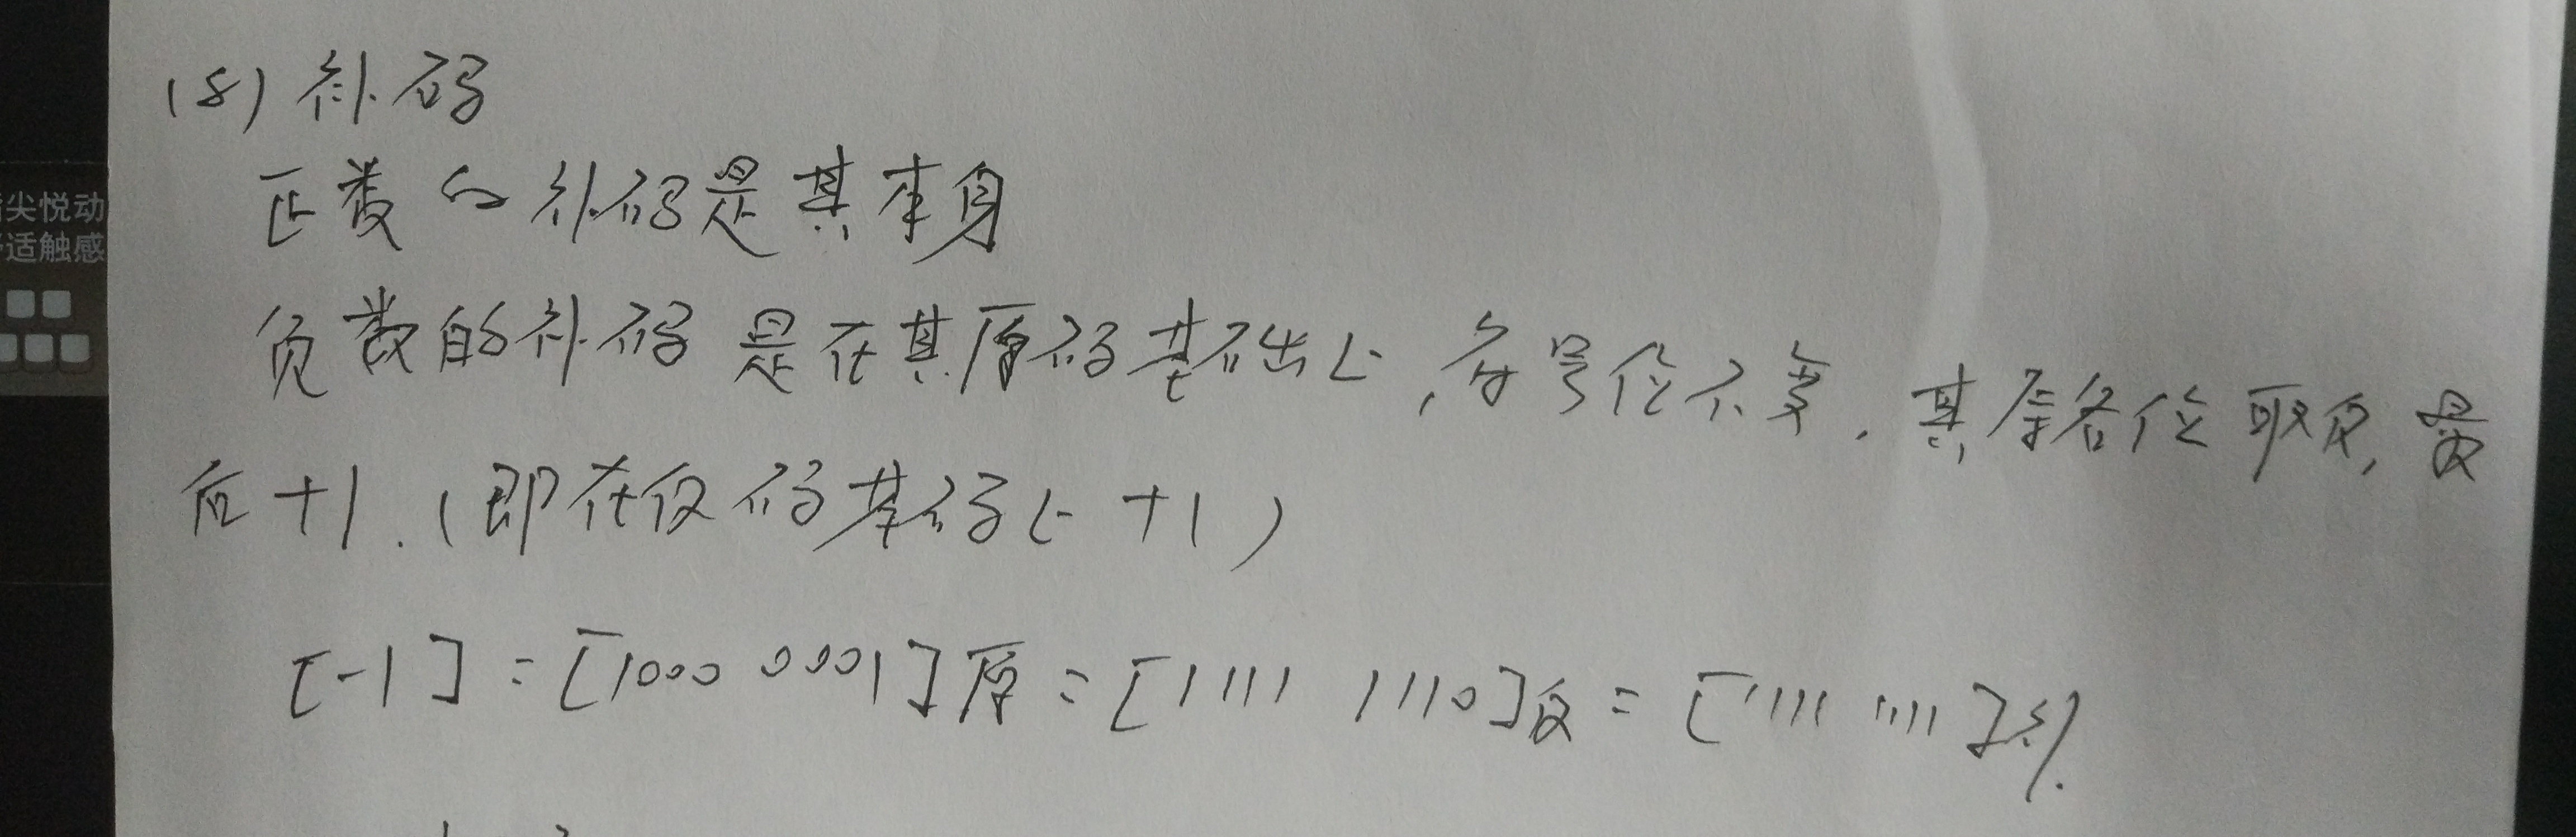 (5)补码
正数的补码是其本身
负数的补码是在其原码基础上,符号位不变.其余各位取反,最
后+1.(即在反码基码上+1)
[-1]=[1000 0001]原=[1111 1110]反=[1111 1111]补.
尖悦动
适触感